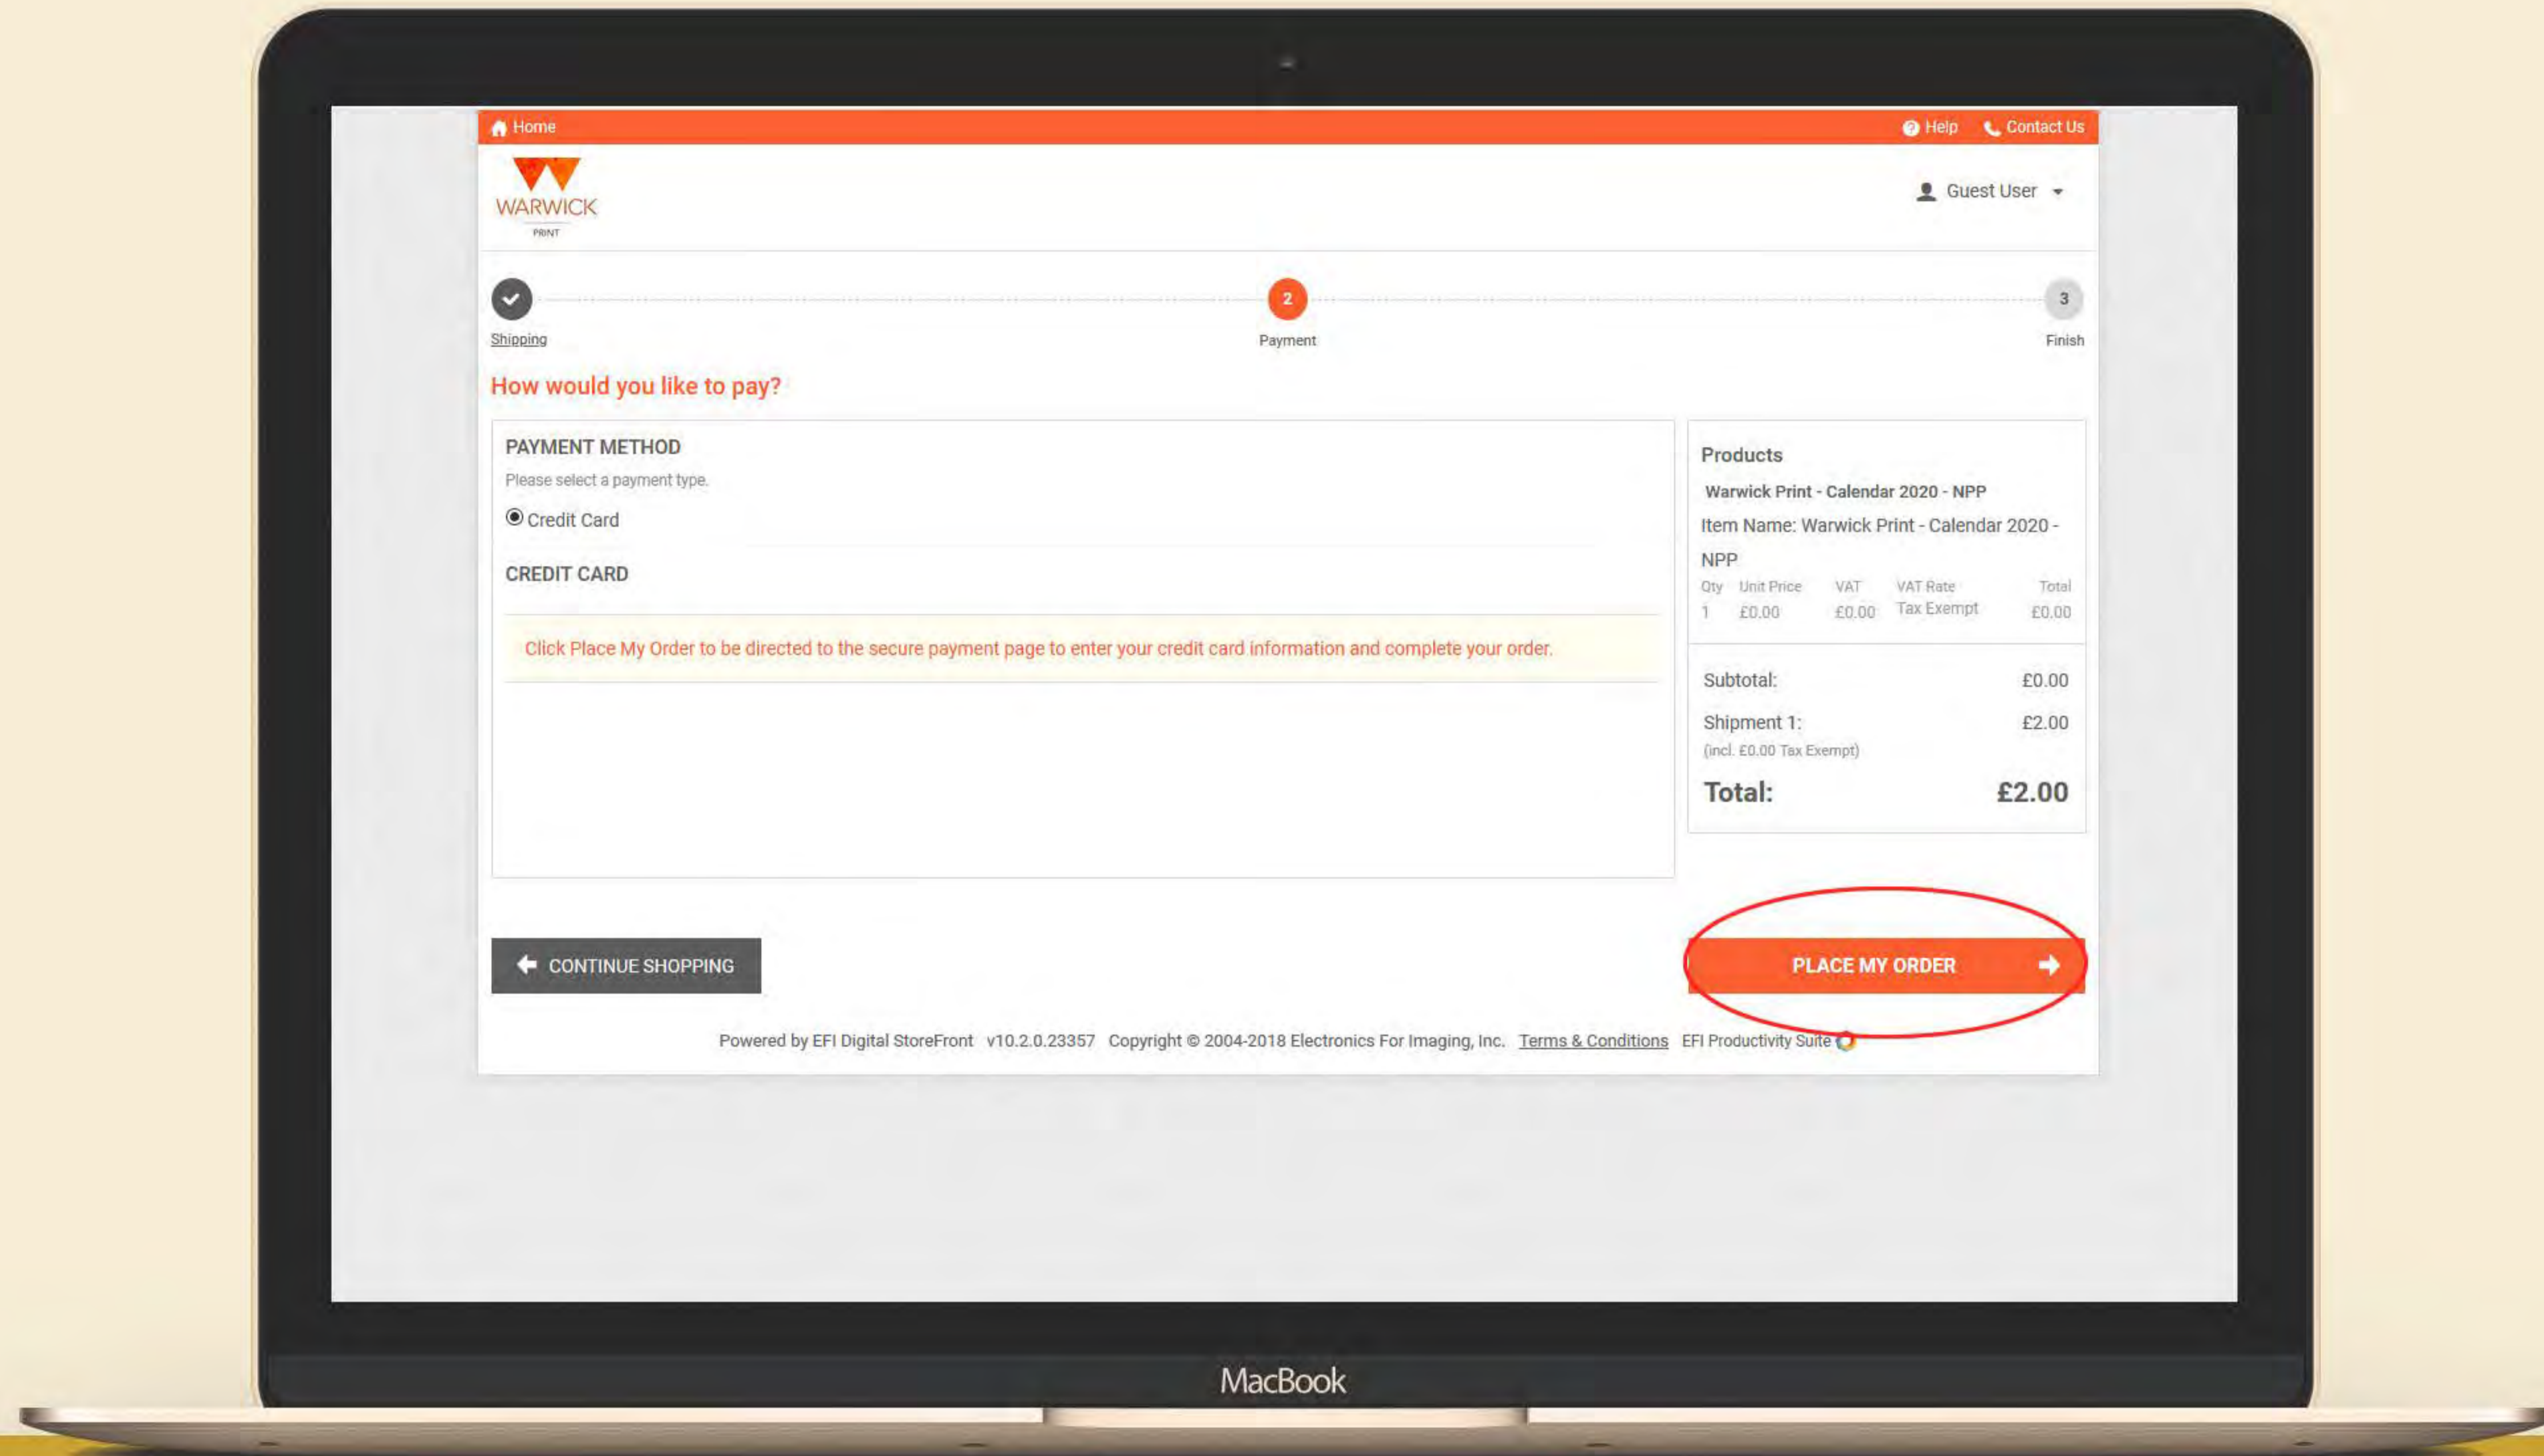 Home
Help Contact Us
WARWICK
PRINT
Guest User
2
3
Shipping
Payment
Finish
How would you like to pay?
PAYMENT METHOD
Please select a payment type.
Credit Card
CREDIT CARD
Click Place My Order to be directed to the secure payment page to enter your credit card information and complete your order.
Products
Warwick Print - Calendar 2020 - NPP
Item Name: Warwick Print - Calendar 2020 -
NPP
Qty Unit Price VAT VAT Rate Total
1 £0.00 £0.00 Tax Exempt £0.00
Subtotal: £0.00
Shipment 1: £2.00
(incl. £0.00 Tax Exempt)
Total: £2.00
CONTINUE SHOPPING
PLACE MY ORDER
Powered by EFI Digital StoreFront v10.2.0.23357 Copyright © 2004-2018 Electronics For Imaging, Inc. Terms & Conditions EFI Productivity Suite
MacBook